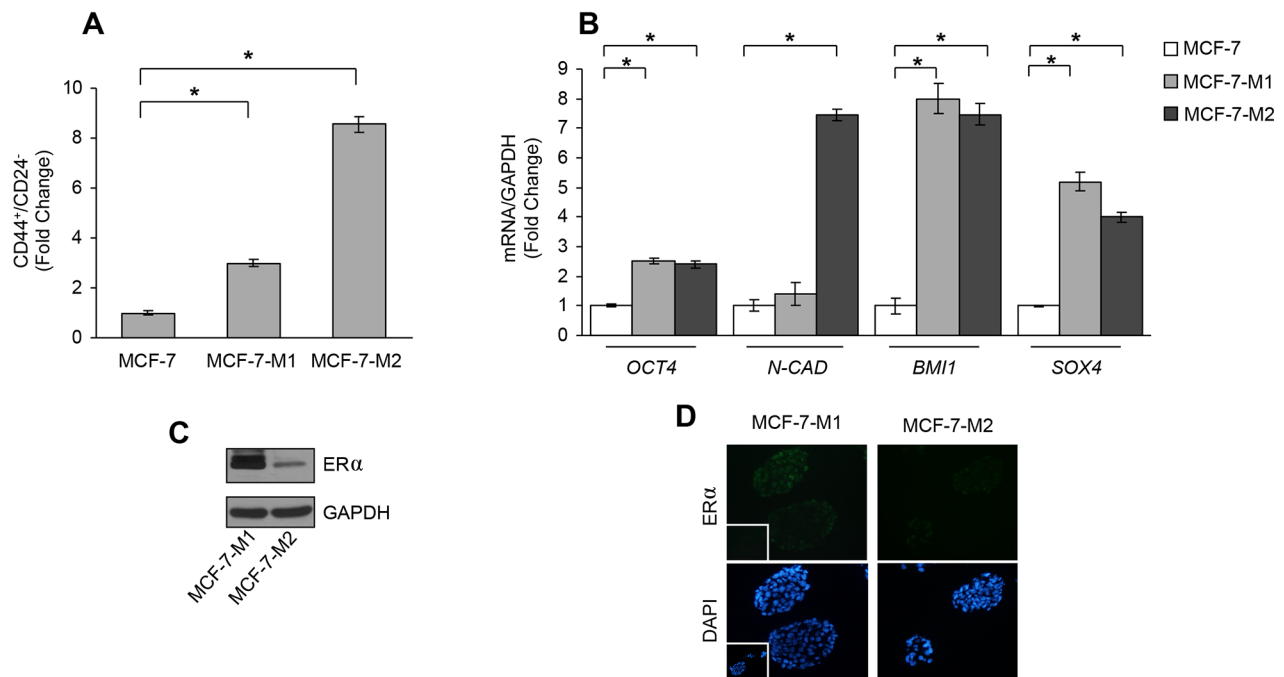 A
CD44⁺/CD24⁻
(Fold Change)
10
8
6
4
2
0
*
*
MCF-7
MCF-7-M1
MCF-7-M2
B
mRNA/GAPDH
(Fold Change)
9
8
7
6
5
4
3
2
1
0
*
*
*
*
*
*
*
OCT4
N-CAD
BMI1
SOX4
MCF-7
MCF-7-M1
MCF-7-M2
C
ERα
GAPDH
MCF-7-M1
MCF-7-M2
D
MCF-7-M1
MCF-7-M2
ERα
DAPI